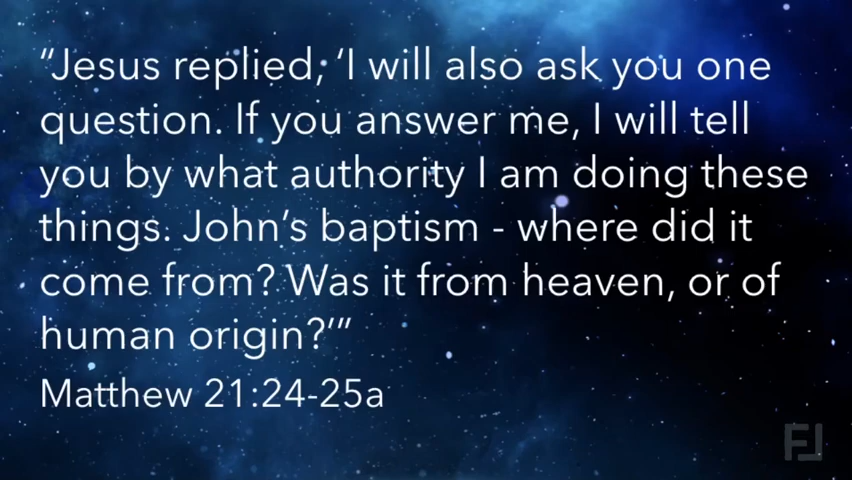 “Jesus replied, ‘I will also ask you one
question. If you answer me, I will tell
you by what authority I am doing these
things. John’s baptism - where did it
come from? Was it from heaven, or of
human origin?’”
Matthew 21:24-25a